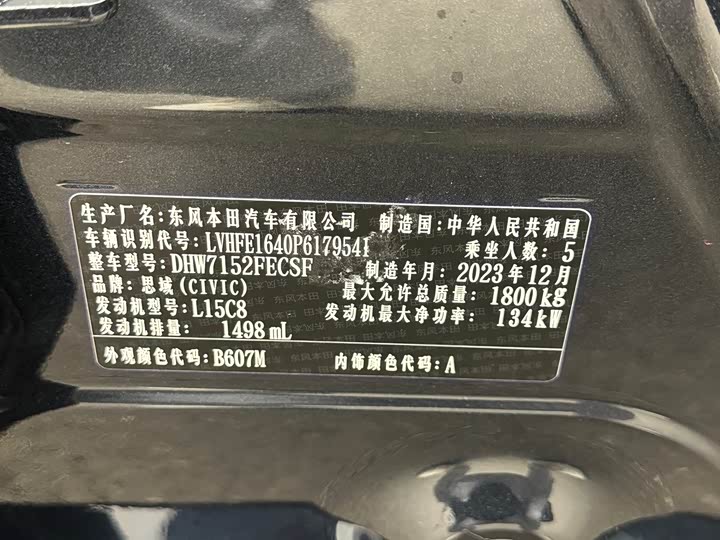 生产厂名：东风本田汽车有限公司 制造国：中华人民共和国
车辆识别代号：LVHFE1640P6179541 乘坐人数：5
整车型号：DHW7152FECSF 制造年月：2023年12月
品牌：思域(CIVIC) 最大允许总质量：1800kg
发动机型号：L15C8 发动机最大净功率：134kW
发动机排量：1498mL
外观颜色代码：B607M 内饰颜色代码：A